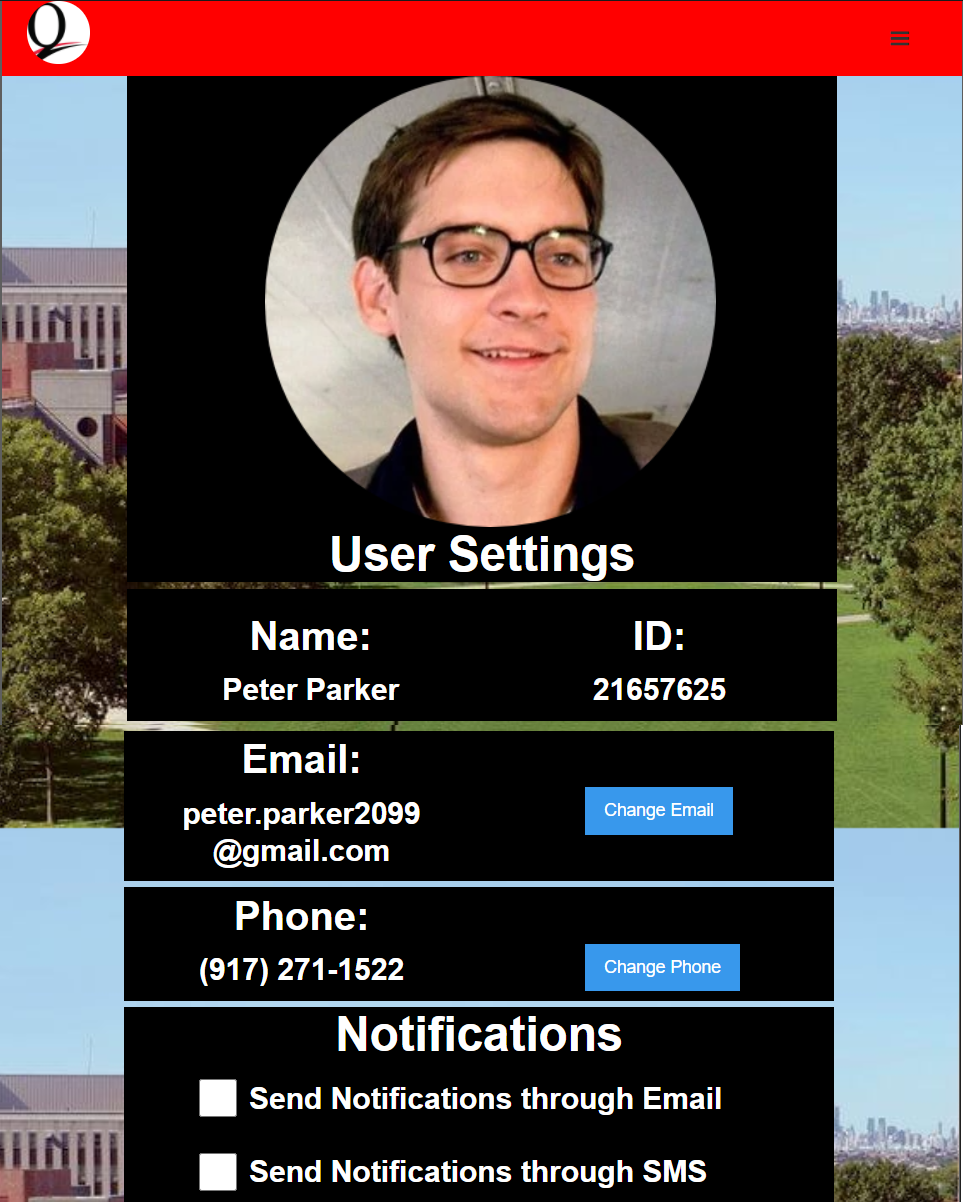 Q
User Settings
Name:
ID:
Peter Parker
21657625
Email:
peter.parker2099
@gmail.com
Change Email
Phone:
(917) 271-1522
Change Phone
Notifications
Send Notifications through Email
Send Notifications through SMS